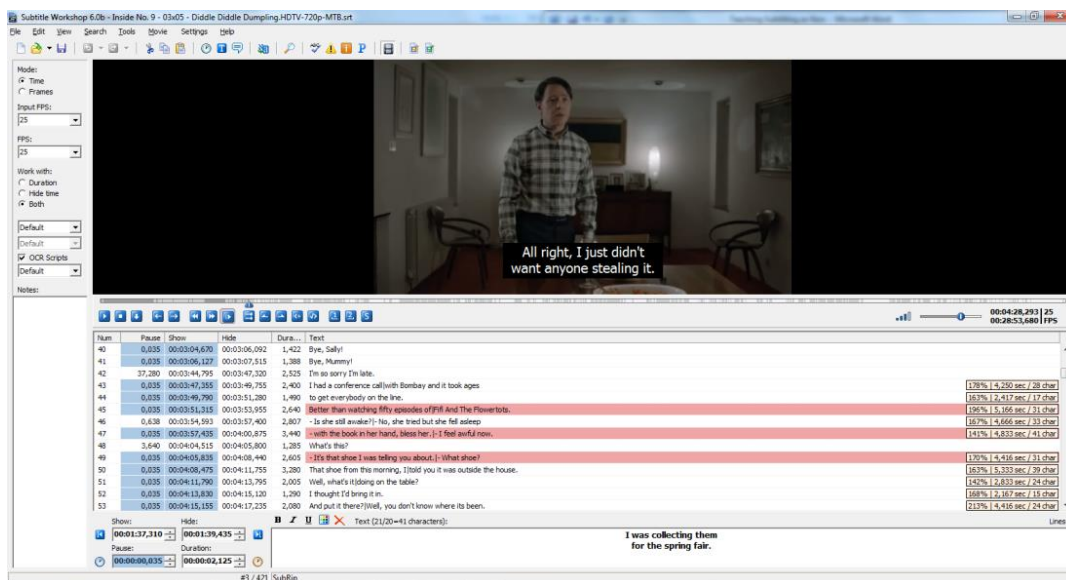 Subtitle Workshop 6.0b - Inside No. 9 - 03x05 - Diddle Diddle Dumpling.HDTV-720p-MTB.srt
File Edit View Search Tools Movie Settings Help
Mode:
Time
Frames
Input FPS:
25
FPS:
25
Work with:
Duration
Hide time
Both
Default
Default
OCR Scripts
Default
Notes:
All right, I just didn't
want anyone stealing it.
00:04:28,293 | 25
00:28:53,680 | FPS
Num Pause Show Hide Dura... Text
40 0,035 00:03:04,670 00:03:06,092 1,422 Bye, Sally!
41 0,035 00:03:06,127 00:03:07,515 1,388 Bye, Mummy!
42 37,280 00:03:44,795 00:03:47,320 2,525 I'm so sorry I'm late.
43 0,035 00:03:47,355 00:03:49,755 2,400 I had a conference call|with Bombay and it took ages 178% | 4,250 sec / 28 char
44 0,035 00:03:49,790 00:03:51,280 1,490 to get everybody on the line. 163% | 2,417 sec / 17 char
45 0,035 00:03:51,315 00:03:53,955 2,640 Better than watching fifty episodes of|Fifi And The Flowertots. 196% | 5,166 sec / 31 char
46 0,638 00:03:54,593 00:03:57,400 2,807 - Is she still awake?|- No, she tried but she fell asleep 167% | 4,666 sec / 33 char
47 0,035 00:03:57,435 00:04:00,875 3,440 - with the book in her hand, bless her.|- I feel awful now. 141% | 4,833 sec / 41 char
48 3,640 00:04:04,515 00:04:05,800 1,285 What's this?
49 0,035 00:04:05,835 00:04:08,440 2,605 - It's that shoe I was telling you about.|- What shoe? 170% | 4,416 sec / 31 char
50 0,035 00:04:08,475 00:04:11,755 3,280 That shoe from this morning, I|told you it was outside the house. 163% | 5,333 sec / 39 char
51 0,035 00:04:11,790 00:04:13,795 2,005 Well, what's it|doing on the table? 142% | 2,833 sec / 24 char
52 0,035 00:04:13,830 00:04:15,120 1,290 I thought I'd bring it in. 168% | 2,167 sec / 15 char
53 0,035 00:04:15,155 00:04:17,235 2,080 And put it there?|Well, you don't know where its been. 213% | 4,416 sec / 24 char
Show: Hide: B I U Text (21/20=41 characters): Lines
00:01:37,310 00:01:39,435
Pause: Duration:
00:00:00,035 00:00:02,125
I was collecting them
for the spring fair.
#3 / 421 SubRip